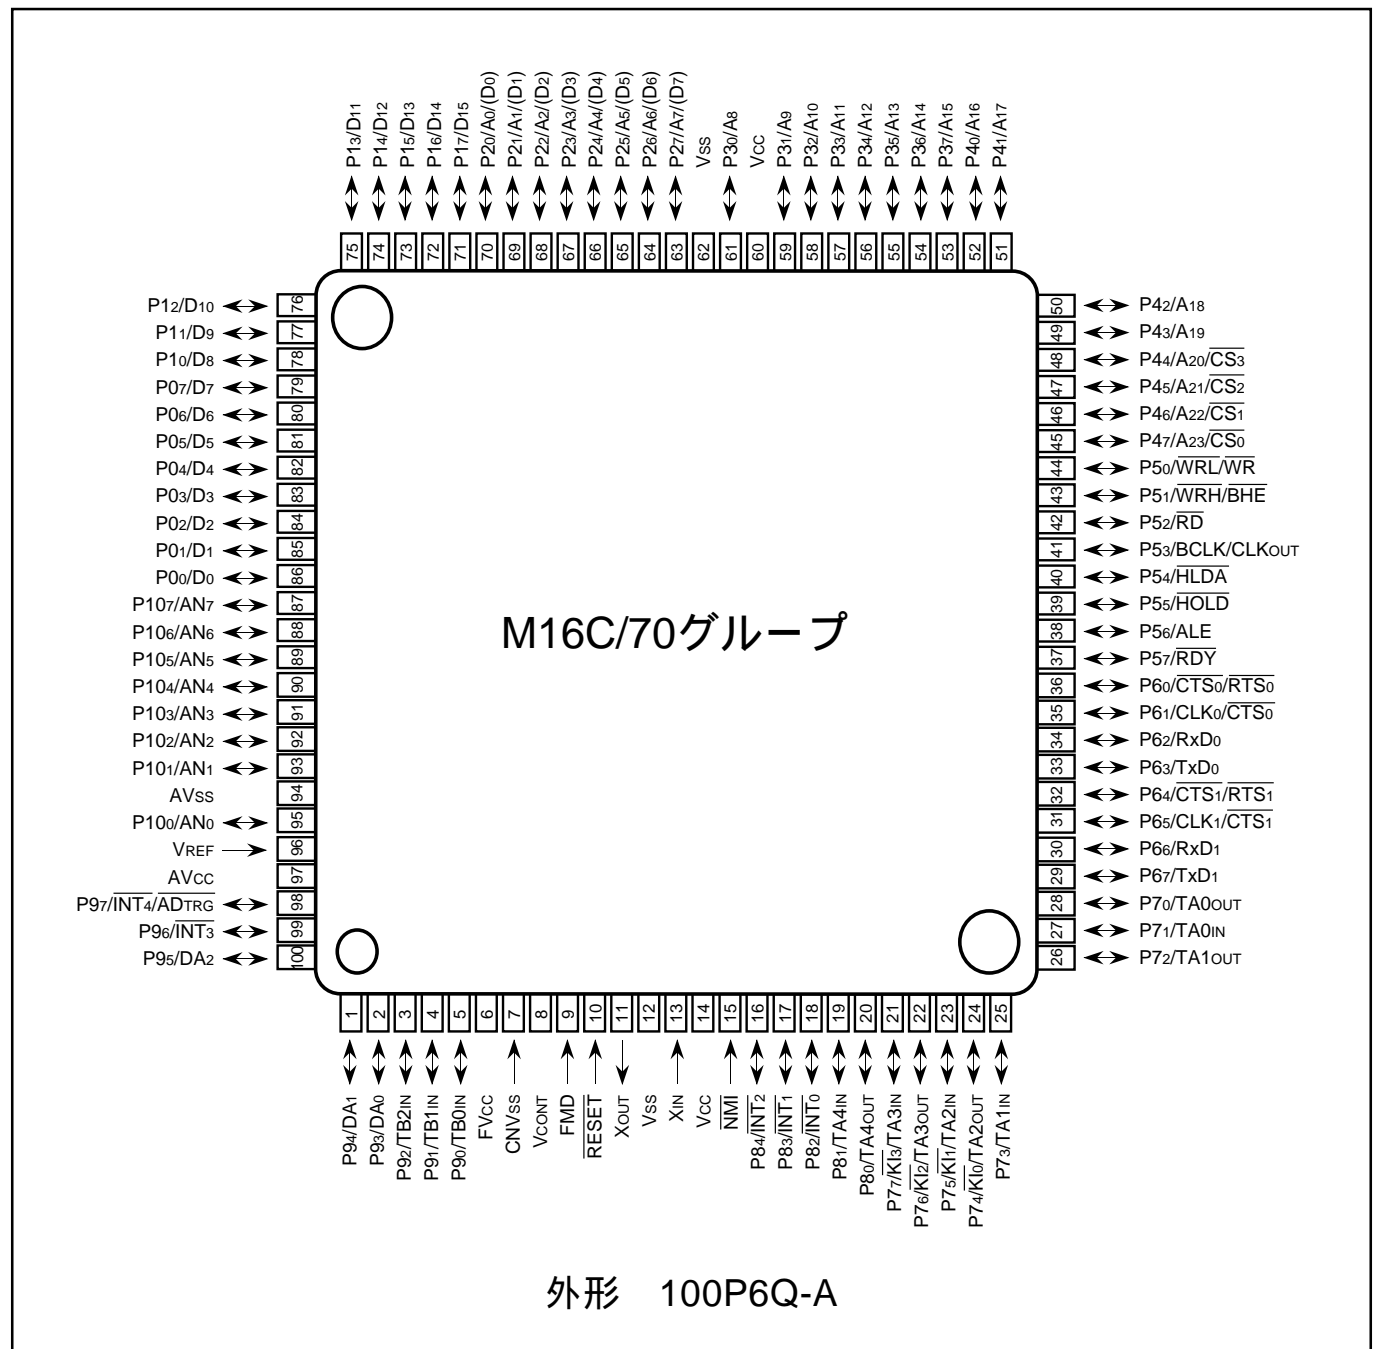 P13/D11
P14/D12
P15/D13
P16/D14
P17/D15
P20/A0/(D0)
P21/A1/(D1)
P22/A2/(D2)
P23/A3/(D3)
P24/A4/(D4)
P25/A5/(D5)
P26/A6/(D6)
P27/A7/(D7)
VSS
P30/A8
VCC
P31/A9
P32/A10
P33/A11
P34/A12
P35/A13
P36/A14
P37/A15
P40/A16
P41/A17
75 74 73 72 71 70 69 68 67 66 65 64 63 62 61 60 59 58 57 56 55 54 53 52 51
P12/D10 76
P11/D9 77
P10/D8 78
P07/D7 79
P06/D6 80
P05/D5 81
P04/D4 82
P03/D3 83
P02/D2 84
P01/D1 85
P00/D0 86
P107/AN7 87
P106/AN6 88
P105/AN5 89
P104/AN4 90
P103/AN3 91
P102/AN2 92
P101/AN1 93
AVSS 94
P100/AN0 95
VREF 96
AVCC 97
P97/INT4/ADTRG 98
P96/INT3 99
P95/DA2 100
M16C/70グループ
50 P42/A18
49 P43/A19
48 P44/A20/CS3
47 P45/A21/CS2
46 P46/A22/CS1
45 P47/A23/CS0
44 P50/WRL/WR
43 P51/WRH/BHE
42 P52/RD
41 P53/BCLK/CLKOUT
40 P54/HLDA
39 P55/HOLD
38 P56/ALE
37 P57/RDY
36 P60/CTS0/RTS0
35 P61/CLK0/CTS0
34 P62/RxD0
33 P63/TxD0
32 P64/CTS1/RTS1
31 P65/CLK1/CTS1
30 P66/RxD1
29 P67/TxD1
28 P70/TA0OUT
27 P71/TA0IN
26 P72/TA1OUT
1 2 3 4 5 6 7 8 9 10 11 12 13 14 15 16 17 18 19 20 21 22 23 24 25
P94/DA1
P93/DA0
P92/TB2IN
P91/TB1IN
P90/TB0IN
FVCC
CNVSS
VCONT
FMD
RESET
XOUT
VSS
XIN
VCC
NMI
P84/INT2
P83/INT1
P82/INT0
P81/TA4IN
P80/TA4OUT
P77/KI3/TA3IN
P76/KI2/TA3OUT
P75/KI1/TA2IN
P74/KI0/TA2OUT
P73/TA1IN
外形　100P6Q-A